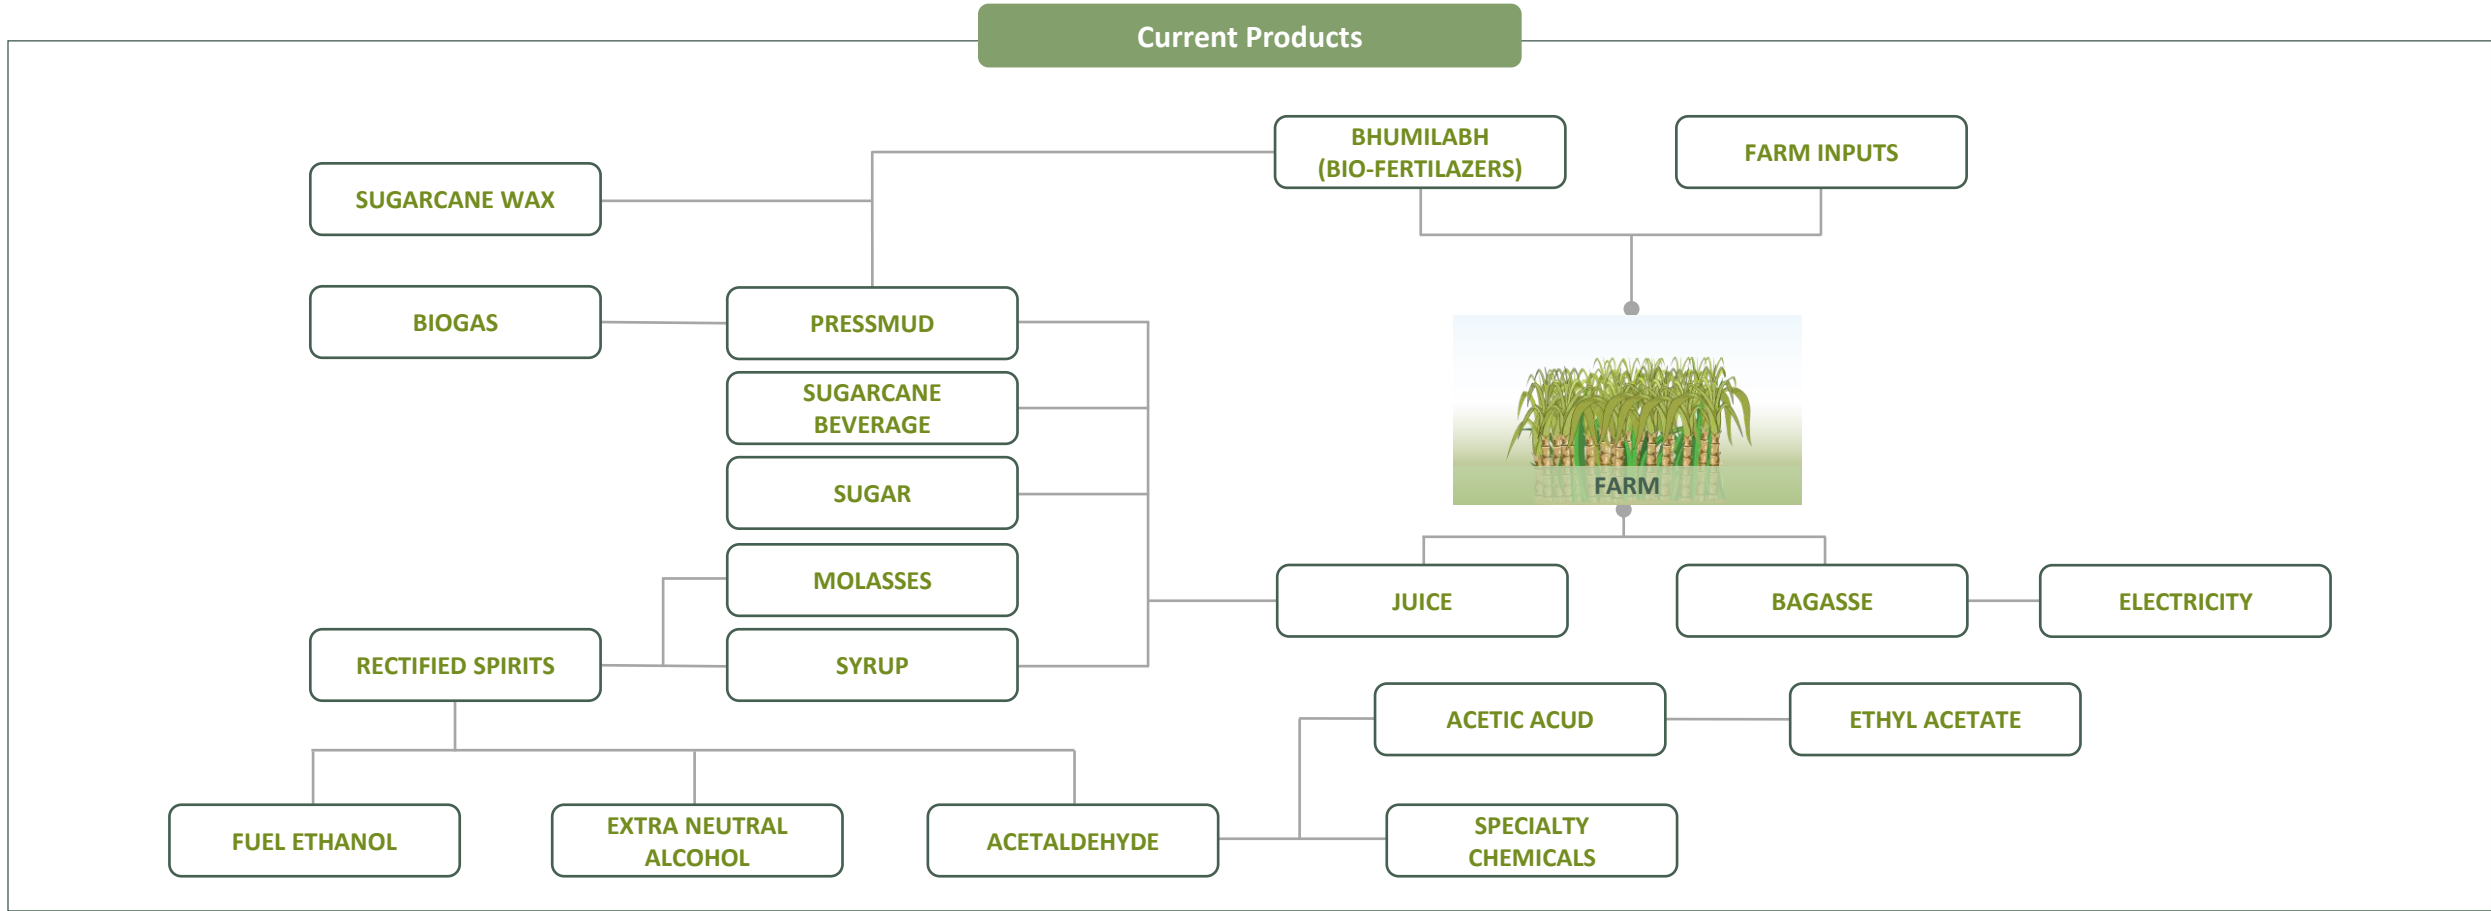 Current Products
BHUMILABH
(BIO-FERTILAZERS)
FARM INPUTS
SUGARCANE WAX
BIOGAS
PRESSMUD
SUGARCANE
BEVERAGE
SUGAR
FARM
MOLASSES
JUICE
BAGASSE
ELECTRICITY
RECTIFIED SPIRITS
SYRUP
ACETIC ACUD
ETHYL ACETATE
FUEL ETHANOL
EXTRA NEUTRAL
ALCOHOL
ACETALDEHYDE
SPECIALTY
CHEMICALS